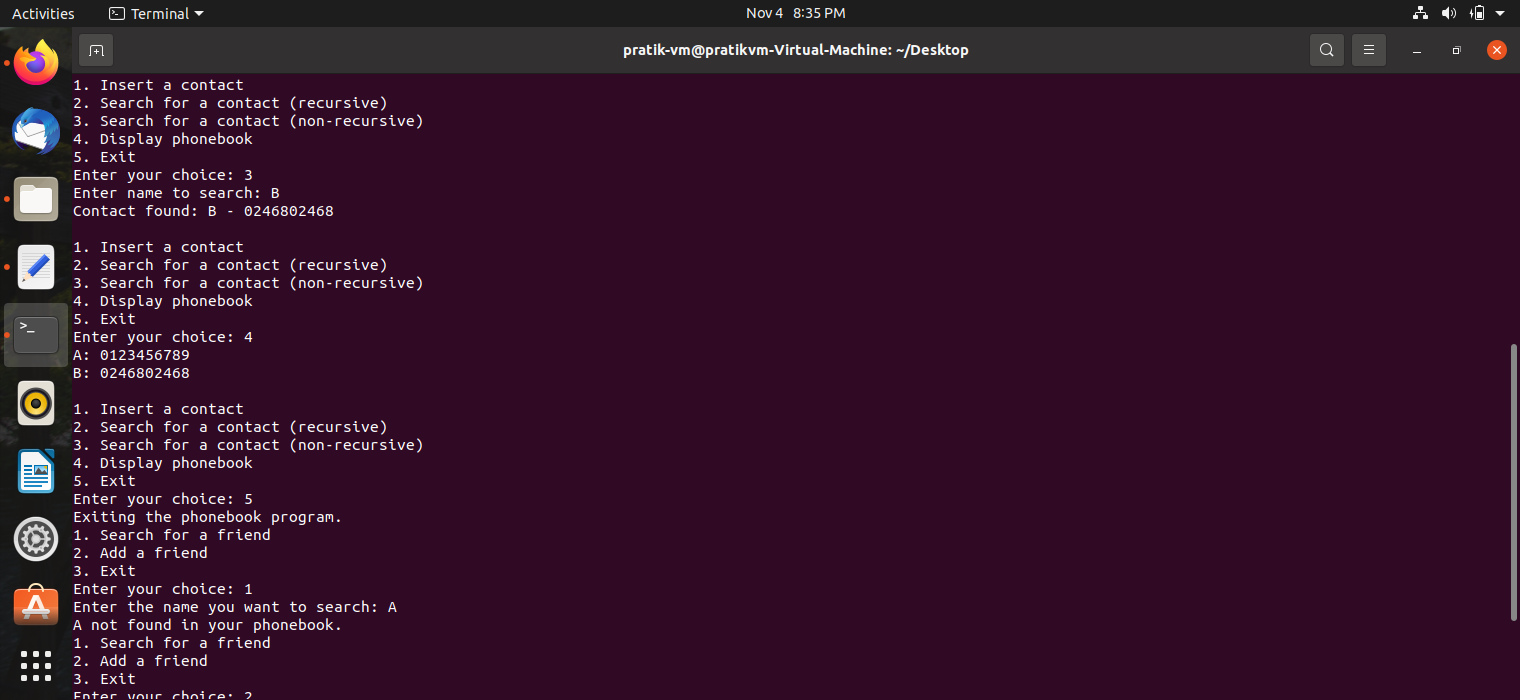 Activities
Terminal
Nov 4 8:35 PM
pratik-vm@pratikvm-Virtual-Machine: ~/Desktop
1. Insert a contact
2. Search for a contact (recursive)
3. Search for a contact (non-recursive)
4. Display phonebook
5. Exit
Enter your choice: 3
Enter name to search: B
Contact found: B - 0246802468
1. Insert a contact
2. Search for a contact (recursive)
3. Search for a contact (non-recursive)
4. Display phonebook
5. Exit
Enter your choice: 4
A: 0123456789
B: 0246802468
1. Insert a contact
2. Search for a contact (recursive)
3. Search for a contact (non-recursive)
4. Display phonebook
5. Exit
Enter your choice: 5
Exiting the phonebook program.
1. Search for a friend
2. Add a friend
3. Exit
Enter your choice: 1
Enter the name you want to search: A
A not found in your phonebook.
1. Search for a friend
2. Add a friend
3. Exit
Enter your choice: 2